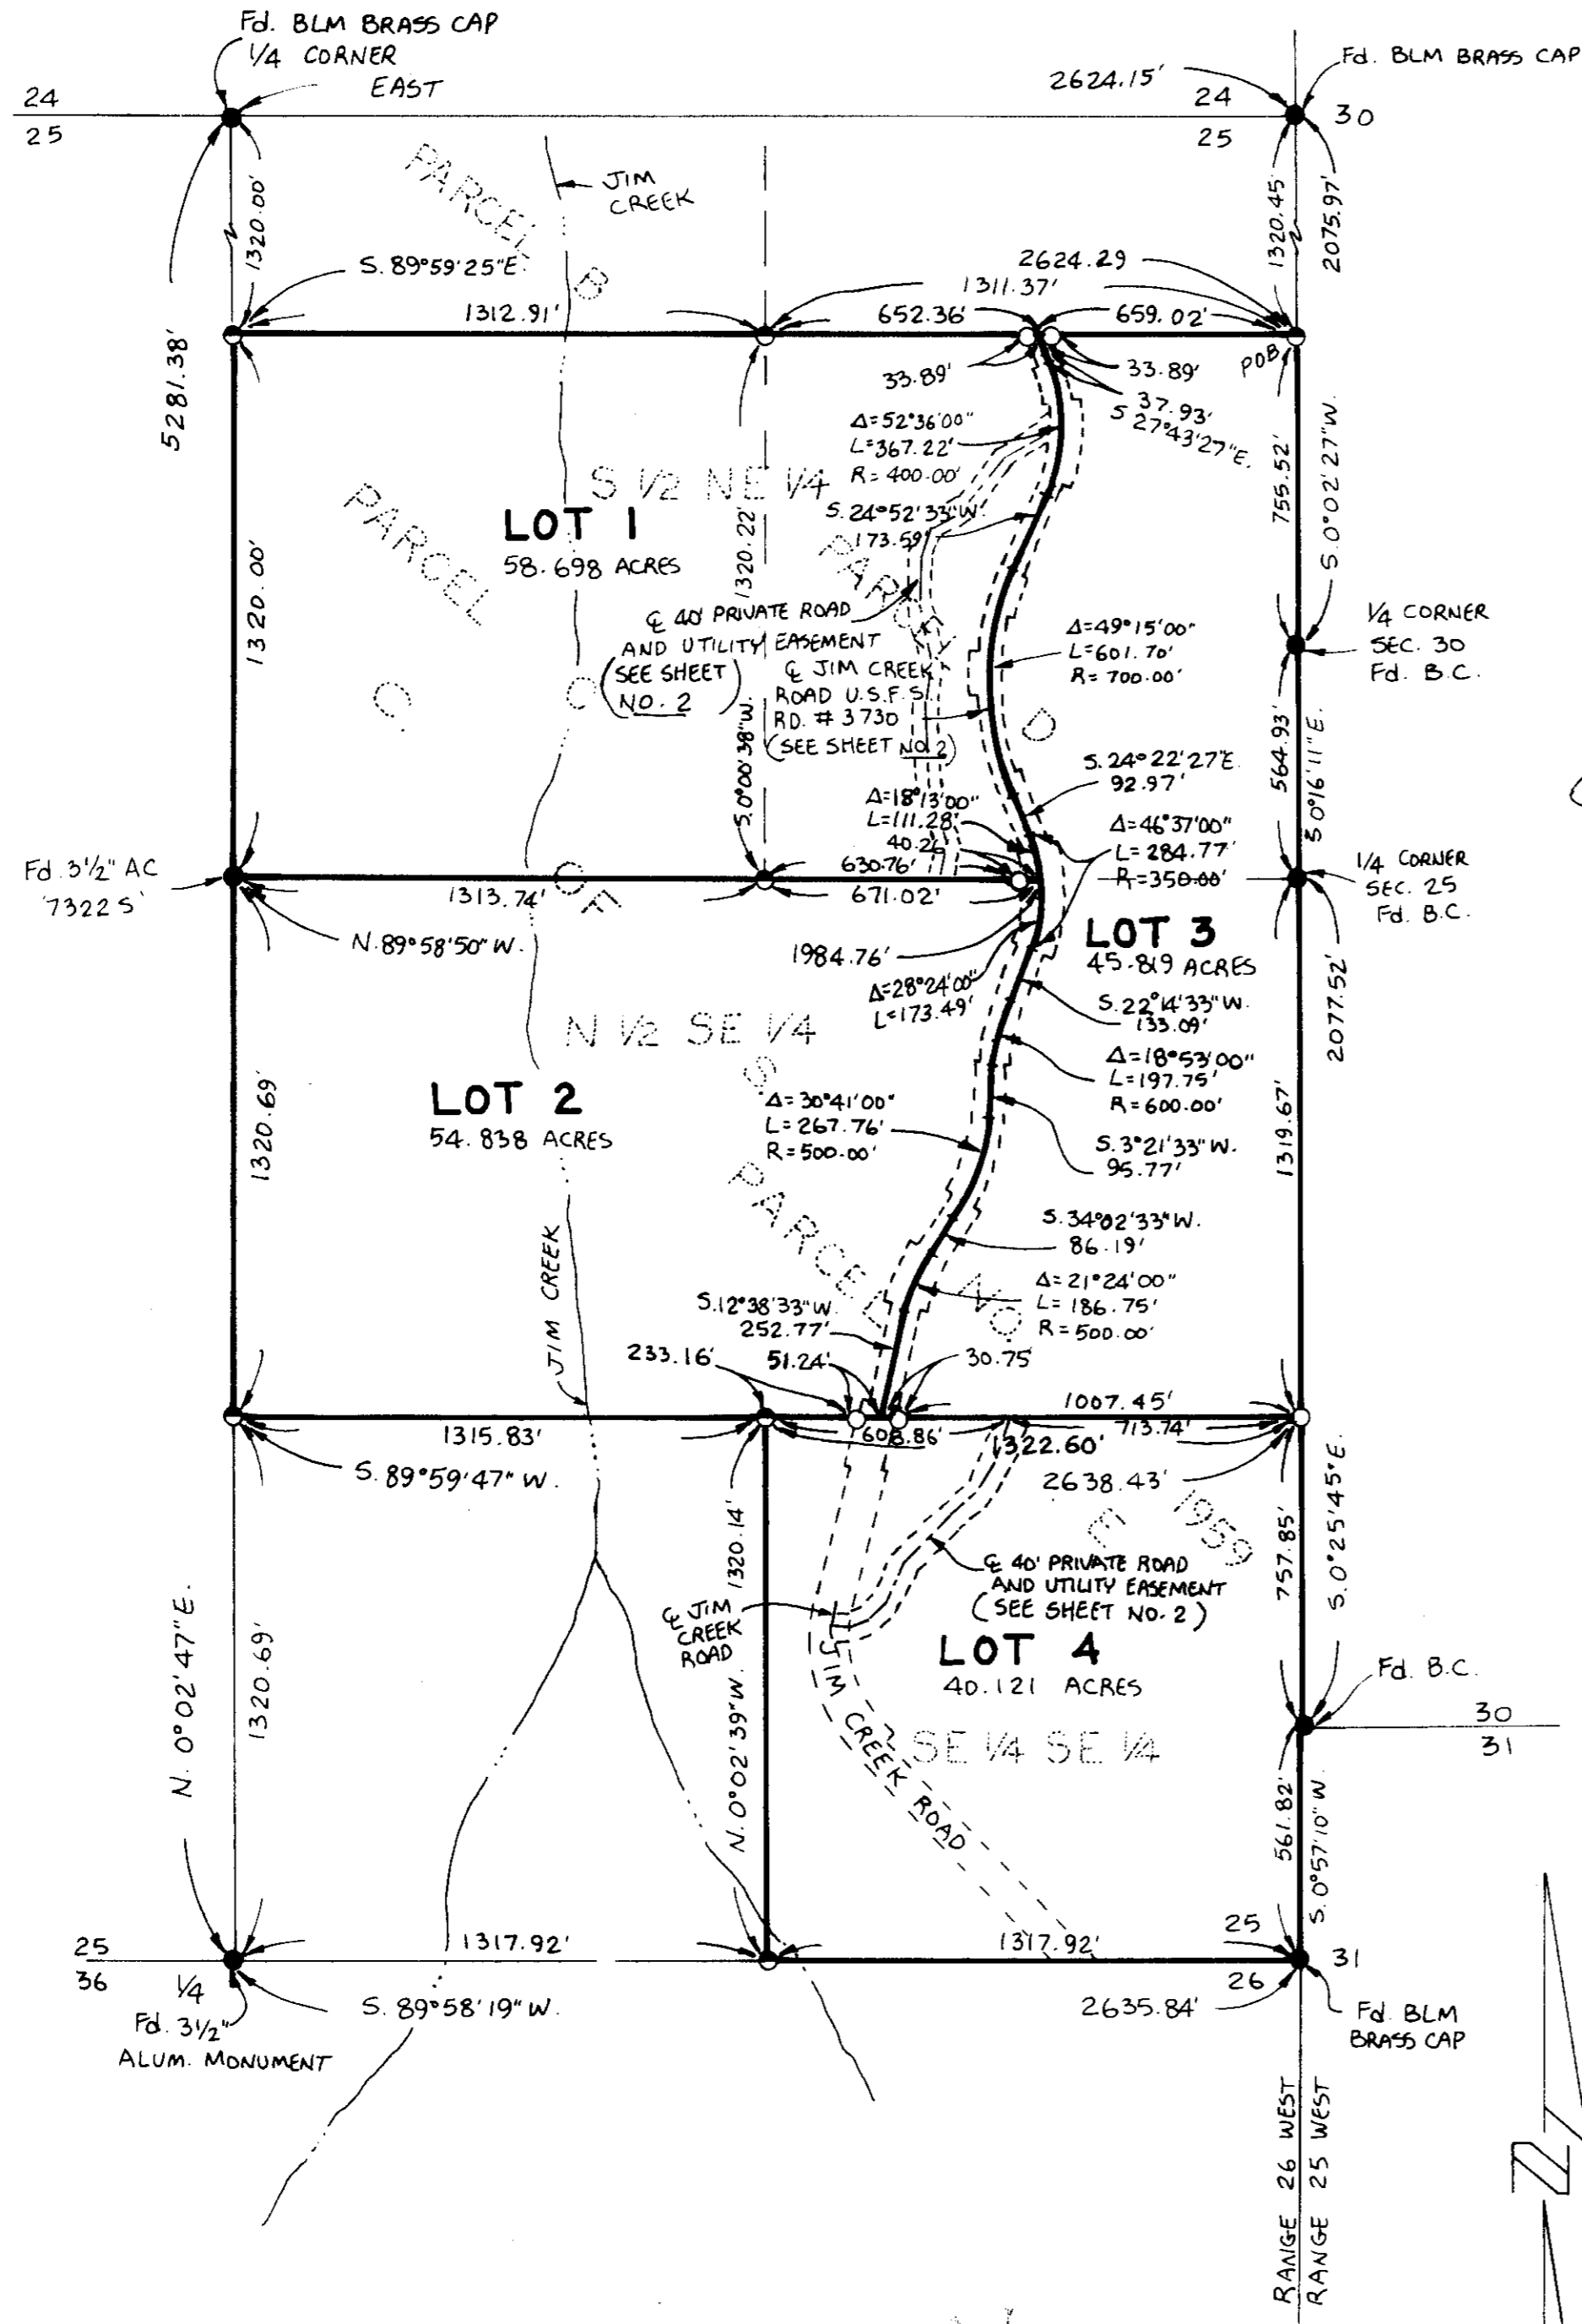 Fd. BLM BRASS CAP
1/4 CORNER
EAST
2624.15'
Fd. BLM BRASS CAP
24
25
24
25
30
PARCEL B
JIM
CREEK
1320.00'
1320.45'
2075.97'
5281.38'
S. 89°59'25"E.
2624.29
1311.37'
1312.91'
652.36'
659.02'
POB
33.89'
33.89'
37.93'
S 27°43'27"E.
Δ=52°36'00"
L=367.22'
R=400.00'
S 1/2 NE 1/4
755.52'
S.0°02'27"W.
PARCEL C
LOT 1
58.698 ACRES
S.24°52'33"W.
173.59'
1320.00'
1320.22'
S.0°00'38"W.
PARCEL D
℄ 40' PRIVATE ROAD
AND UTILITY EASEMENT
(SEE SHEET
NO. 2)
℄ JIM CREEK
ROAD U.S.F.S.
RD. # 3730
(SEE SHEET NO. 2)
Δ=49°15'00"
L=601.70'
R=700.00'
1/4 CORNER
SEC. 30
Fd. B.C.
564.93'
S 0°16'11"E.
S.24°22'27"E.
92.97'
Δ=18°13'00"
L=111.28'
40.26
Δ=46°37'00"
L=284.77'
R=350.00'
Fd. 3 1/2" AC
7322 S
1313.74'
630.76'
671.02'
1/4 CORNER
SEC. 25
Fd. B.C.
N.89°58'50"W.
C. OF S. PARCEL NO. E 1959
1984.76'
LOT 3
45.819 ACRES
Δ=28°24'00"
L=173.49'
S.22°14'33"W.
133.09'
2077.52'
N 1/2 SE 1/4
Δ=18°53'00"
L=197.75'
R=600.00'
LOT 2
54.838 ACRES
1320.69'
Δ=30°41'00"
L=267.76'
R=500.00'
S.3°21'33"W.
95.77'
1319.67'
S.34°02'33"W.
86.19'
JIM CREEK
Δ=21°24'00"
L=186.75'
R=500.00'
S.12°38'33"W.
252.77'
233.16'
51.24'
30.75'
1007.45'
1315.83'
608.86'
713.74'
1322.60'
S.89°59'47"W.
2638.43'
1320.14'
N.0°02'39"W.
757.85'
S.0°25'45"E.
℄ 40' PRIVATE ROAD
AND UTILITY EASEMENT
(SEE SHEET NO. 2)
℄ JIM
CREEK
ROAD
LOT 4
40.121 ACRES
N. 0°02'47"E.
1320.69'
JIM CREEK ROAD
SE 1/4 SE 1/4
Fd. B.C.
30
31
561.82'
S.0°57'10"W.
25
36
1317.92'
1317.92'
25
26
31
1/4
Fd. 3 1/2"
ALUM. MONUMENT
S. 89°58'19"W.
2635.84'
Fd. BLM
BRASS CAP
RANGE 26 WEST
RANGE 25 WEST